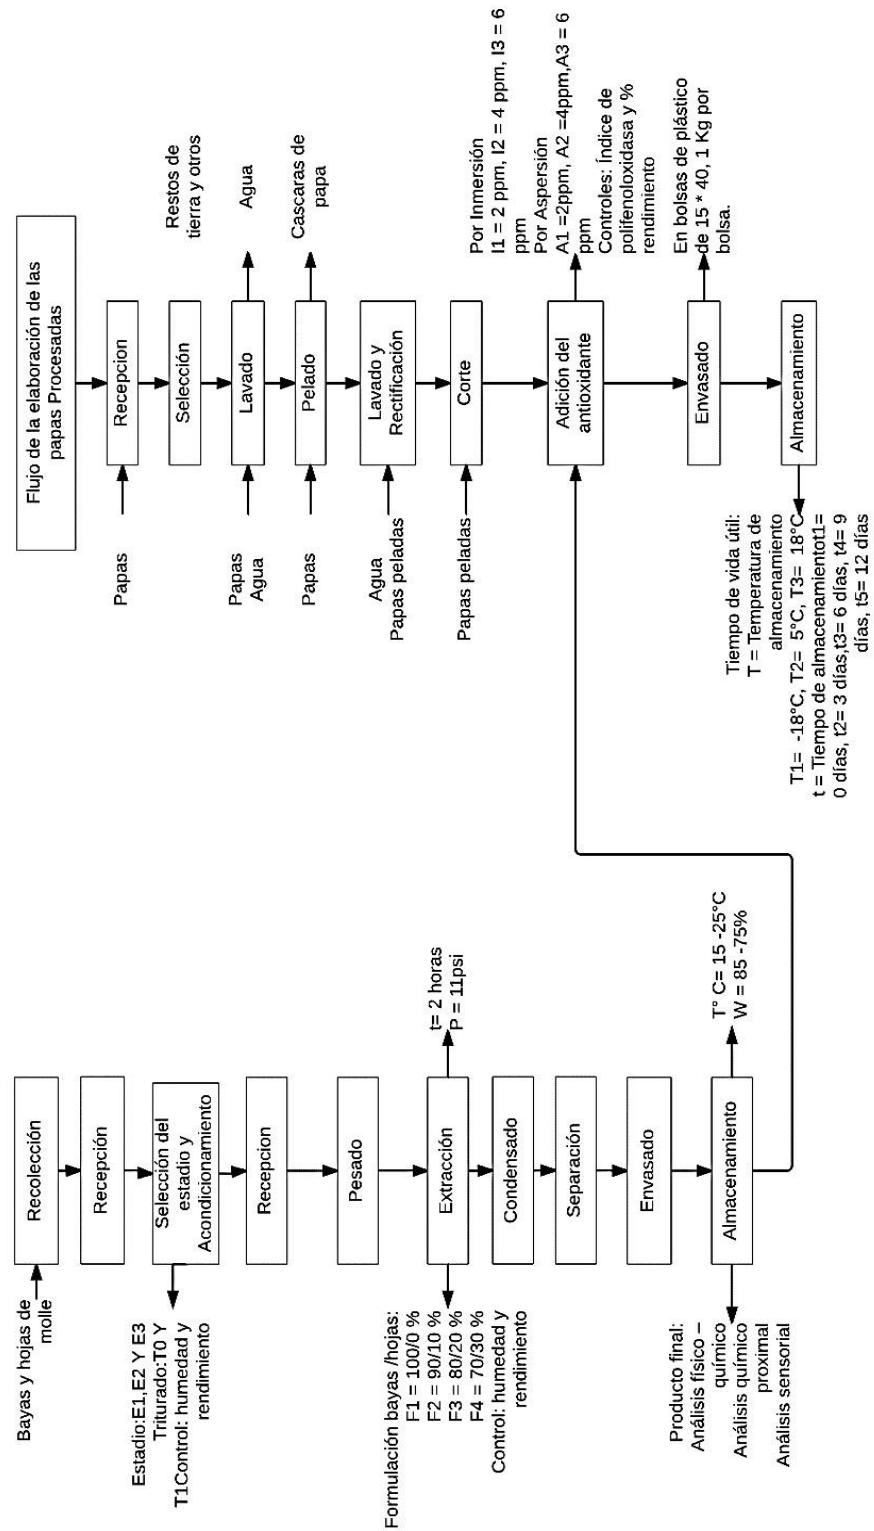 Bayas y hojas de
molle
Recolección
Recepción
Selección del
estadio y
Acondicionamiento
Estadio:E1,E2 Y E3
Triturado:T0 Y
T1Control: humedad y
rendimiento
Recepcion
Pesado
Extracción
t= 2 horas
P = 11psi
Formulación bayas /hojas:
F1 = 100/0 %
F2 = 90/10 %
F3 = 80/20 %
F4 = 70/30 %
Control: humedad y
rendimiento
Condensado
Separación
Envasado
Almacenamiento
T° C= 15 -25°C
W = 85 -75%
Producto final:
Análisis físico –
químico
Análisis químico
proximal
Análisis sensorial
Flujo de la elaboración de las
papas Procesadas
Papas
Recepcion
Selección
Restos de
tierra y otros
Papas
Agua
Lavado
Agua
Papas
Pelado
Cascaras de
papa
Agua
Papas peladas
Lavado y
Rectificación
Papas peladas
Corte
Adición del
antioxidante
Por Inmersión
I1 = 2 ppm, I2 = 4 ppm, I3 = 6
ppm
Por Aspersión
A1 =2ppm, A2 =4ppm,A3 = 6
ppm
Controles: Índice de
polifenoloxidasa y %
rendimiento
Envasado
En bolsas de plástico
de 15 * 40, 1 Kg por
bolsa.
Almacenamiento
Tiempo de vida útil:
T = Temperatura de
almacenamiento
T1= -18°C, T2= 5°C, T3= 18°C
t = Tiempo de almacenamientot1=
0 días, t2= 3 días,t3= 6 días, t4= 9
días, t5= 12 días